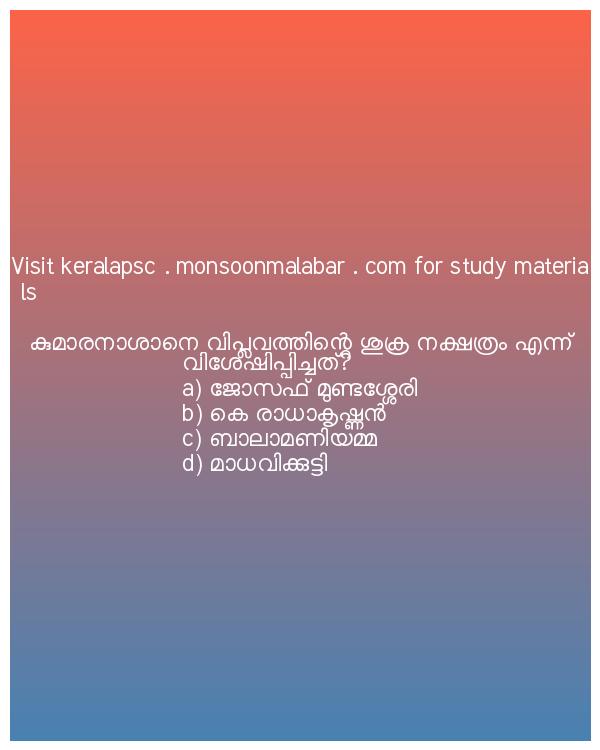 Visit keralapsc . monsoonmalabar . com for study materia
ls
കുമാരനാശാനെ വിപ്ലവത്തിന്റെ ശുക്ര നക്ഷത്രം എന്ന്
വിശേഷിപ്പിച്ചത്?
a) ജോസഫ് മുണ്ടശ്ശേരി
b) കെ രാധാകൃഷ്ണൻ
c) ബാലാമണിയമ്മ
d) മാധവിക്കുട്ടി